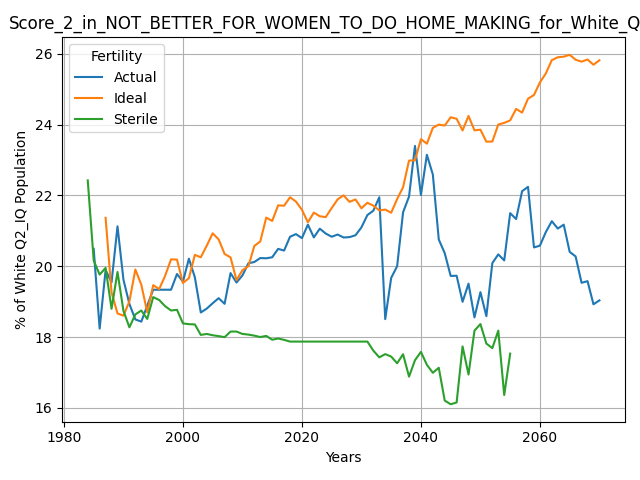 Score_2_in_NOT_BETTER_FOR_WOMEN_TO_DO_HOME_MAKING_for_White_Q
Fertility
Actual
Ideal
Sterile
% of White Q2_IQ Population
26
24
22
20
18
16
1980
2000
2020
2040
2060
Years